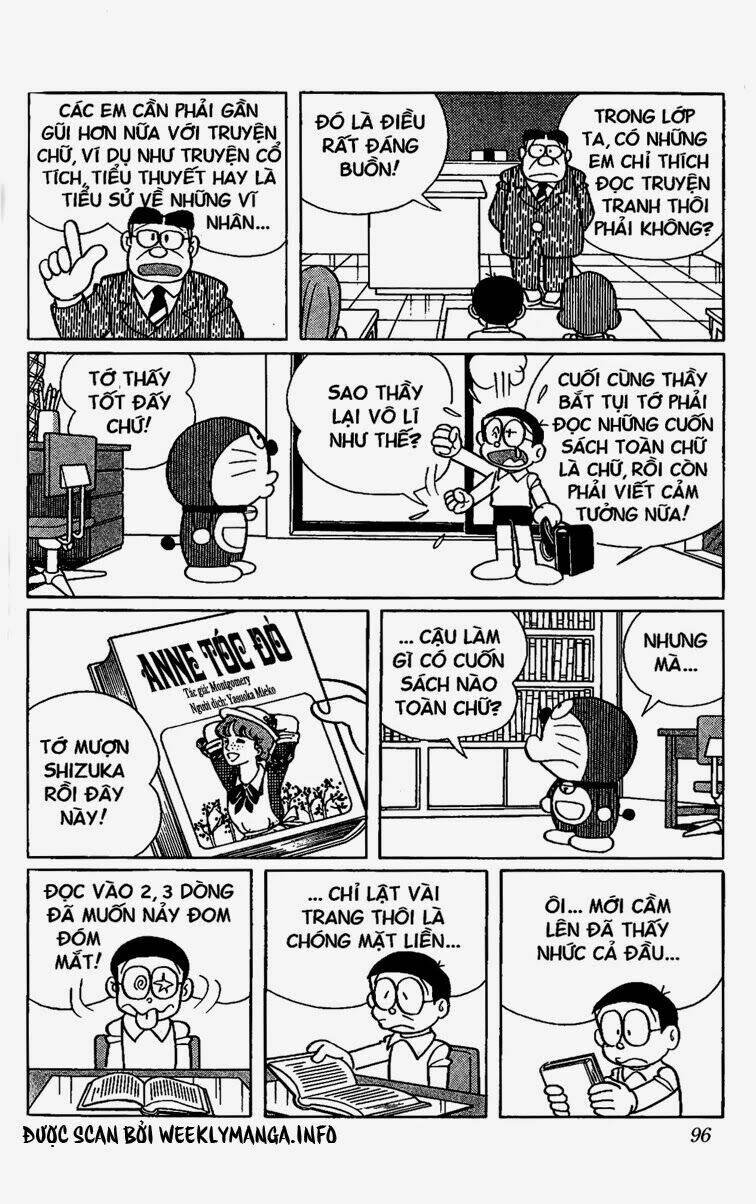 TRONG LỚP
TA, CÓ NHỮNG
EM CHỈ THÍCH
ĐỌC TRUYỆN
TRANH THÔI
PHẢI KHÔNG?
ĐÓ LÀ ĐIỀU
RẤT ĐÁNG
BUỒN!
CÁC EM CẦN PHẢI GẦN
GŨI HƠN NỮA VỚI TRUYỆN
CHỮ, VÍ DỤ NHƯ TRUYỆN CỔ
TÍCH, TIỂU THUYẾT HAY LÀ
TIỂU SỬ VỀ NHỮNG VĨ
NHÂN...
CUỐI CÙNG THẦY
BẮT TỤI TỚ PHẢI
ĐỌC NHỮNG CUỐN
SÁCH TOÀN CHỮ
LÀ CHỮ, RỒI CÒN
PHẢI VIẾT CẢM
TƯỞNG NỮA!
SAO THẦY
LẠI VÔ LÍ
NHƯ THẾ?
TỚ THẤY
TỐT ĐẤY
CHỨ!
NHƯNG
MÀ...
... CẬU LÀM
GÌ CÓ CUỐN
SÁCH NÀO
TOÀN CHỮ?
ANNE TÓC ĐỎ
Tác giả: Montgomery
Người dịch: Yasuoka Mieko
TỚ MƯỢN
SHIZUKA
RỒI ĐÂY
NÀY!
ÔI... MỚI CẦM
LÊN ĐÃ THẤY
NHỨC CẢ ĐẦU...
... CHỈ LẬT VÀI
TRANG THÔI LÀ
CHÓNG MẶT LIỀN...
ĐỌC VÀO 2, 3 DÒNG
ĐÃ MUỐN NẢY ĐOM
ĐÓM
MẮT!
ĐƯỢC SCAN BỞI WEEKLYMANGA.INFO
96